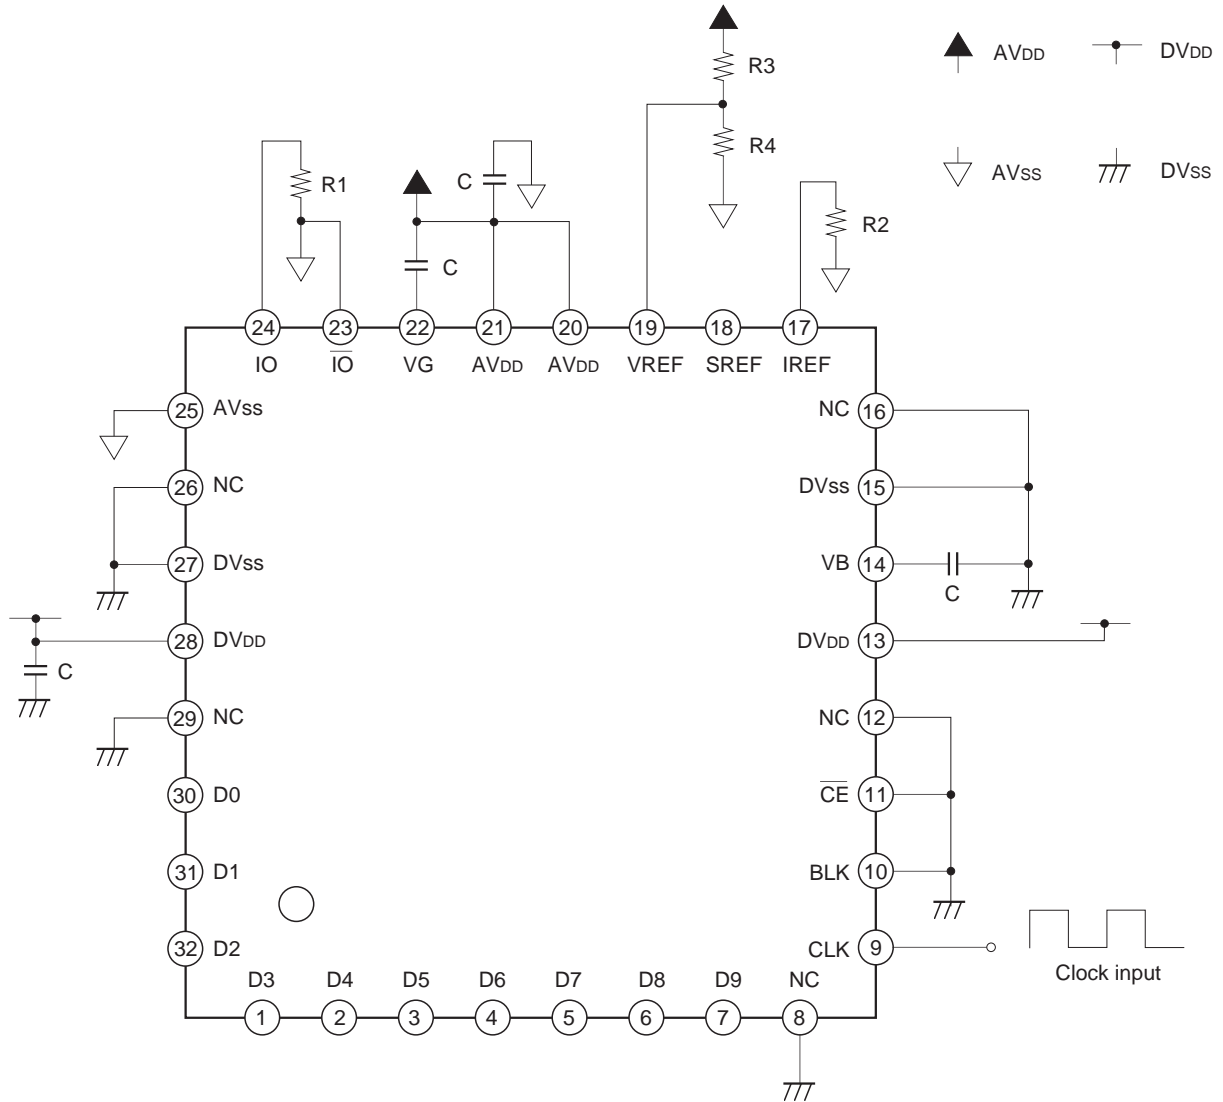 R3
AVDD
DVDD
R4
C
R1
AVss
DVss
R2
C
24
23
22
21
20
19
18
17
IO
IO
VG
AVDD
AVDD
VREF
SREF
IREF
25
AVss
NC
16
26
NC
DVss
15
27
DVss
VB
14
C
28
DVDD
DVDD
13
C
29
NC
NC
12
30
D0
CE
11
31
D1
BLK
10
32
D2
CLK
9
Clock input
D3
D4
D5
D6
D7
D8
D9
NC
1
2
3
4
5
6
7
8